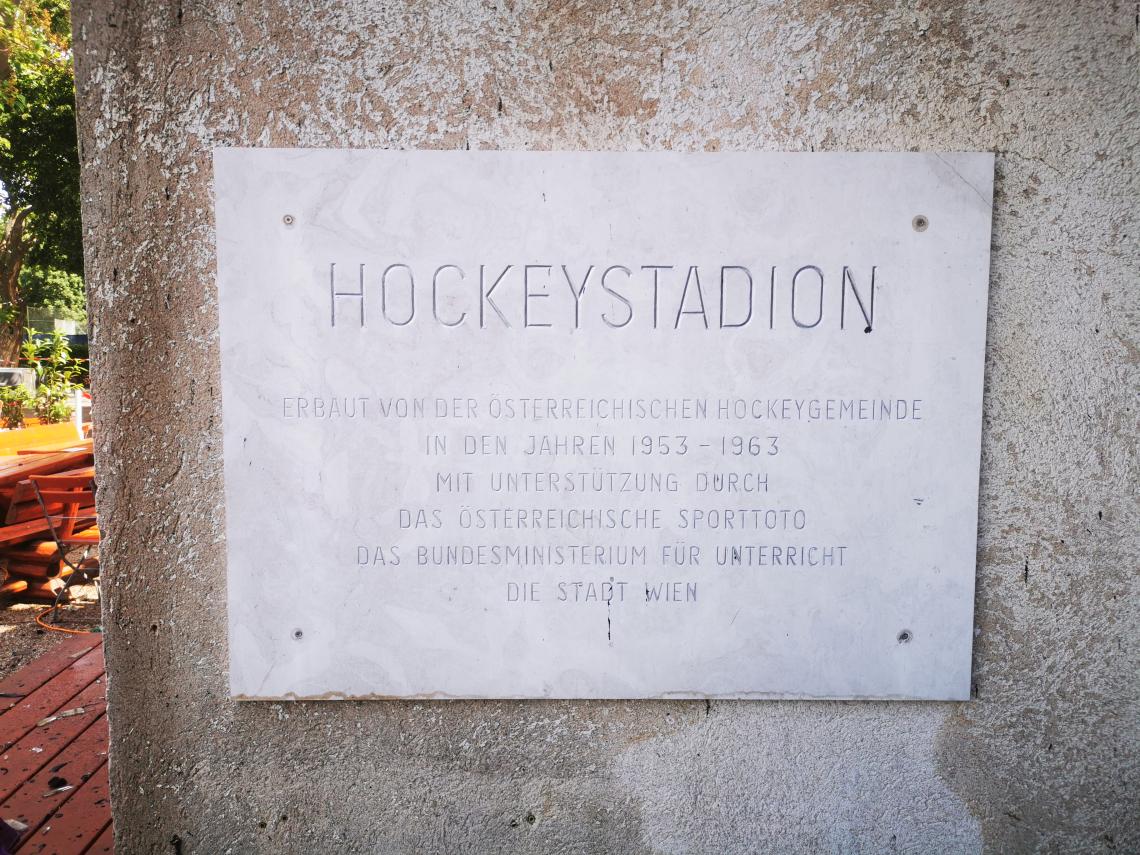 HOCKEYSTADION
ERBAUT VON DER ÖSTERREICHISCHEN HOCKEYGEMEINDE
IN DEN JAHREN 1953 – 1963
MIT UNTERSTÜTZUNG DURCH
DAS ÖSTERREICHISCHE SPORTTOTO
DAS BUNDESMINISTERIUM FÜR UNTERRICHT
DIE STADT WIEN